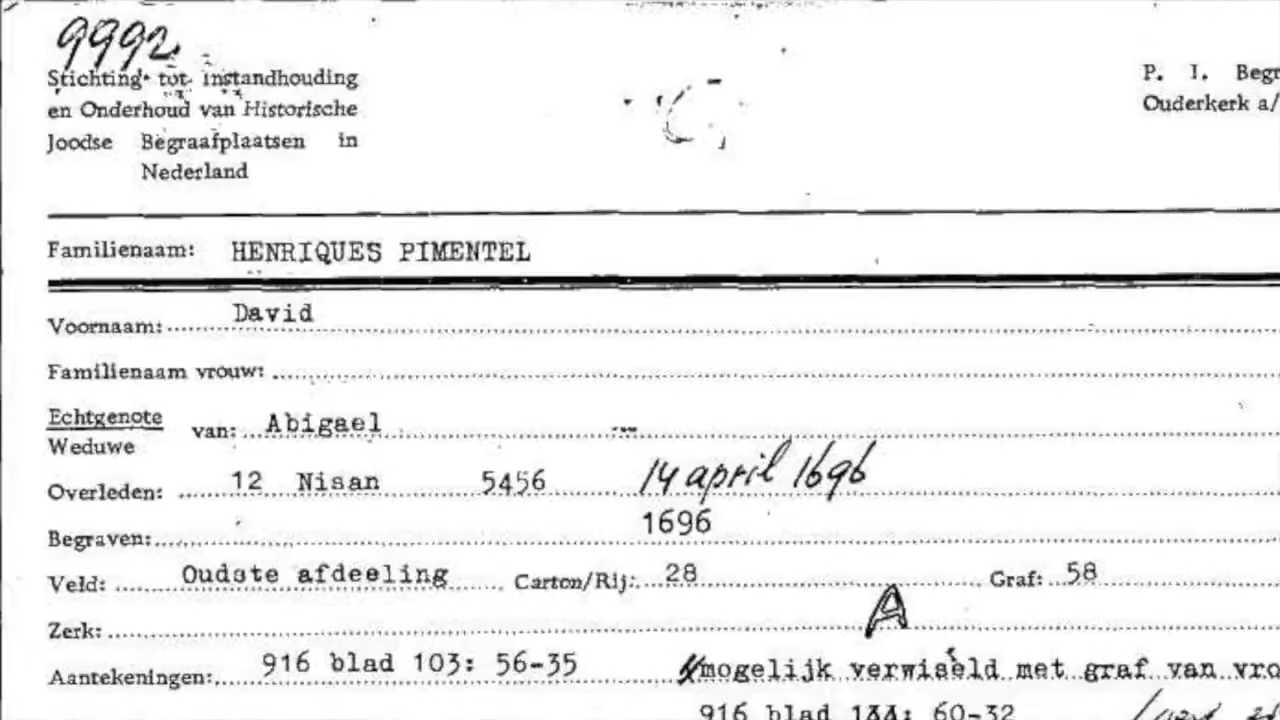 9992
Stichting tot instandhouding
en Onderhoud van Historische
Joodse Begraafplaatsen in
Nederland
P. I. Begr
Ouderkerk a/
Familienaam: HENRIQUES PIMENTEL
Voornaam: David
Familienaam vrouw:
Echtgenote van: Abigael
Weduwe
Overleden: 12 Nisan 5456 14 april 1696
1696
Begraven:
Veld: Oudste afdeeling Carton/Rij: 28 Graf: 58
A
Zerk:
Aantekeningen: 916 blad 103: 56-35 mogelijk verwisseld met graf van vro
916 blad 133: 60-32